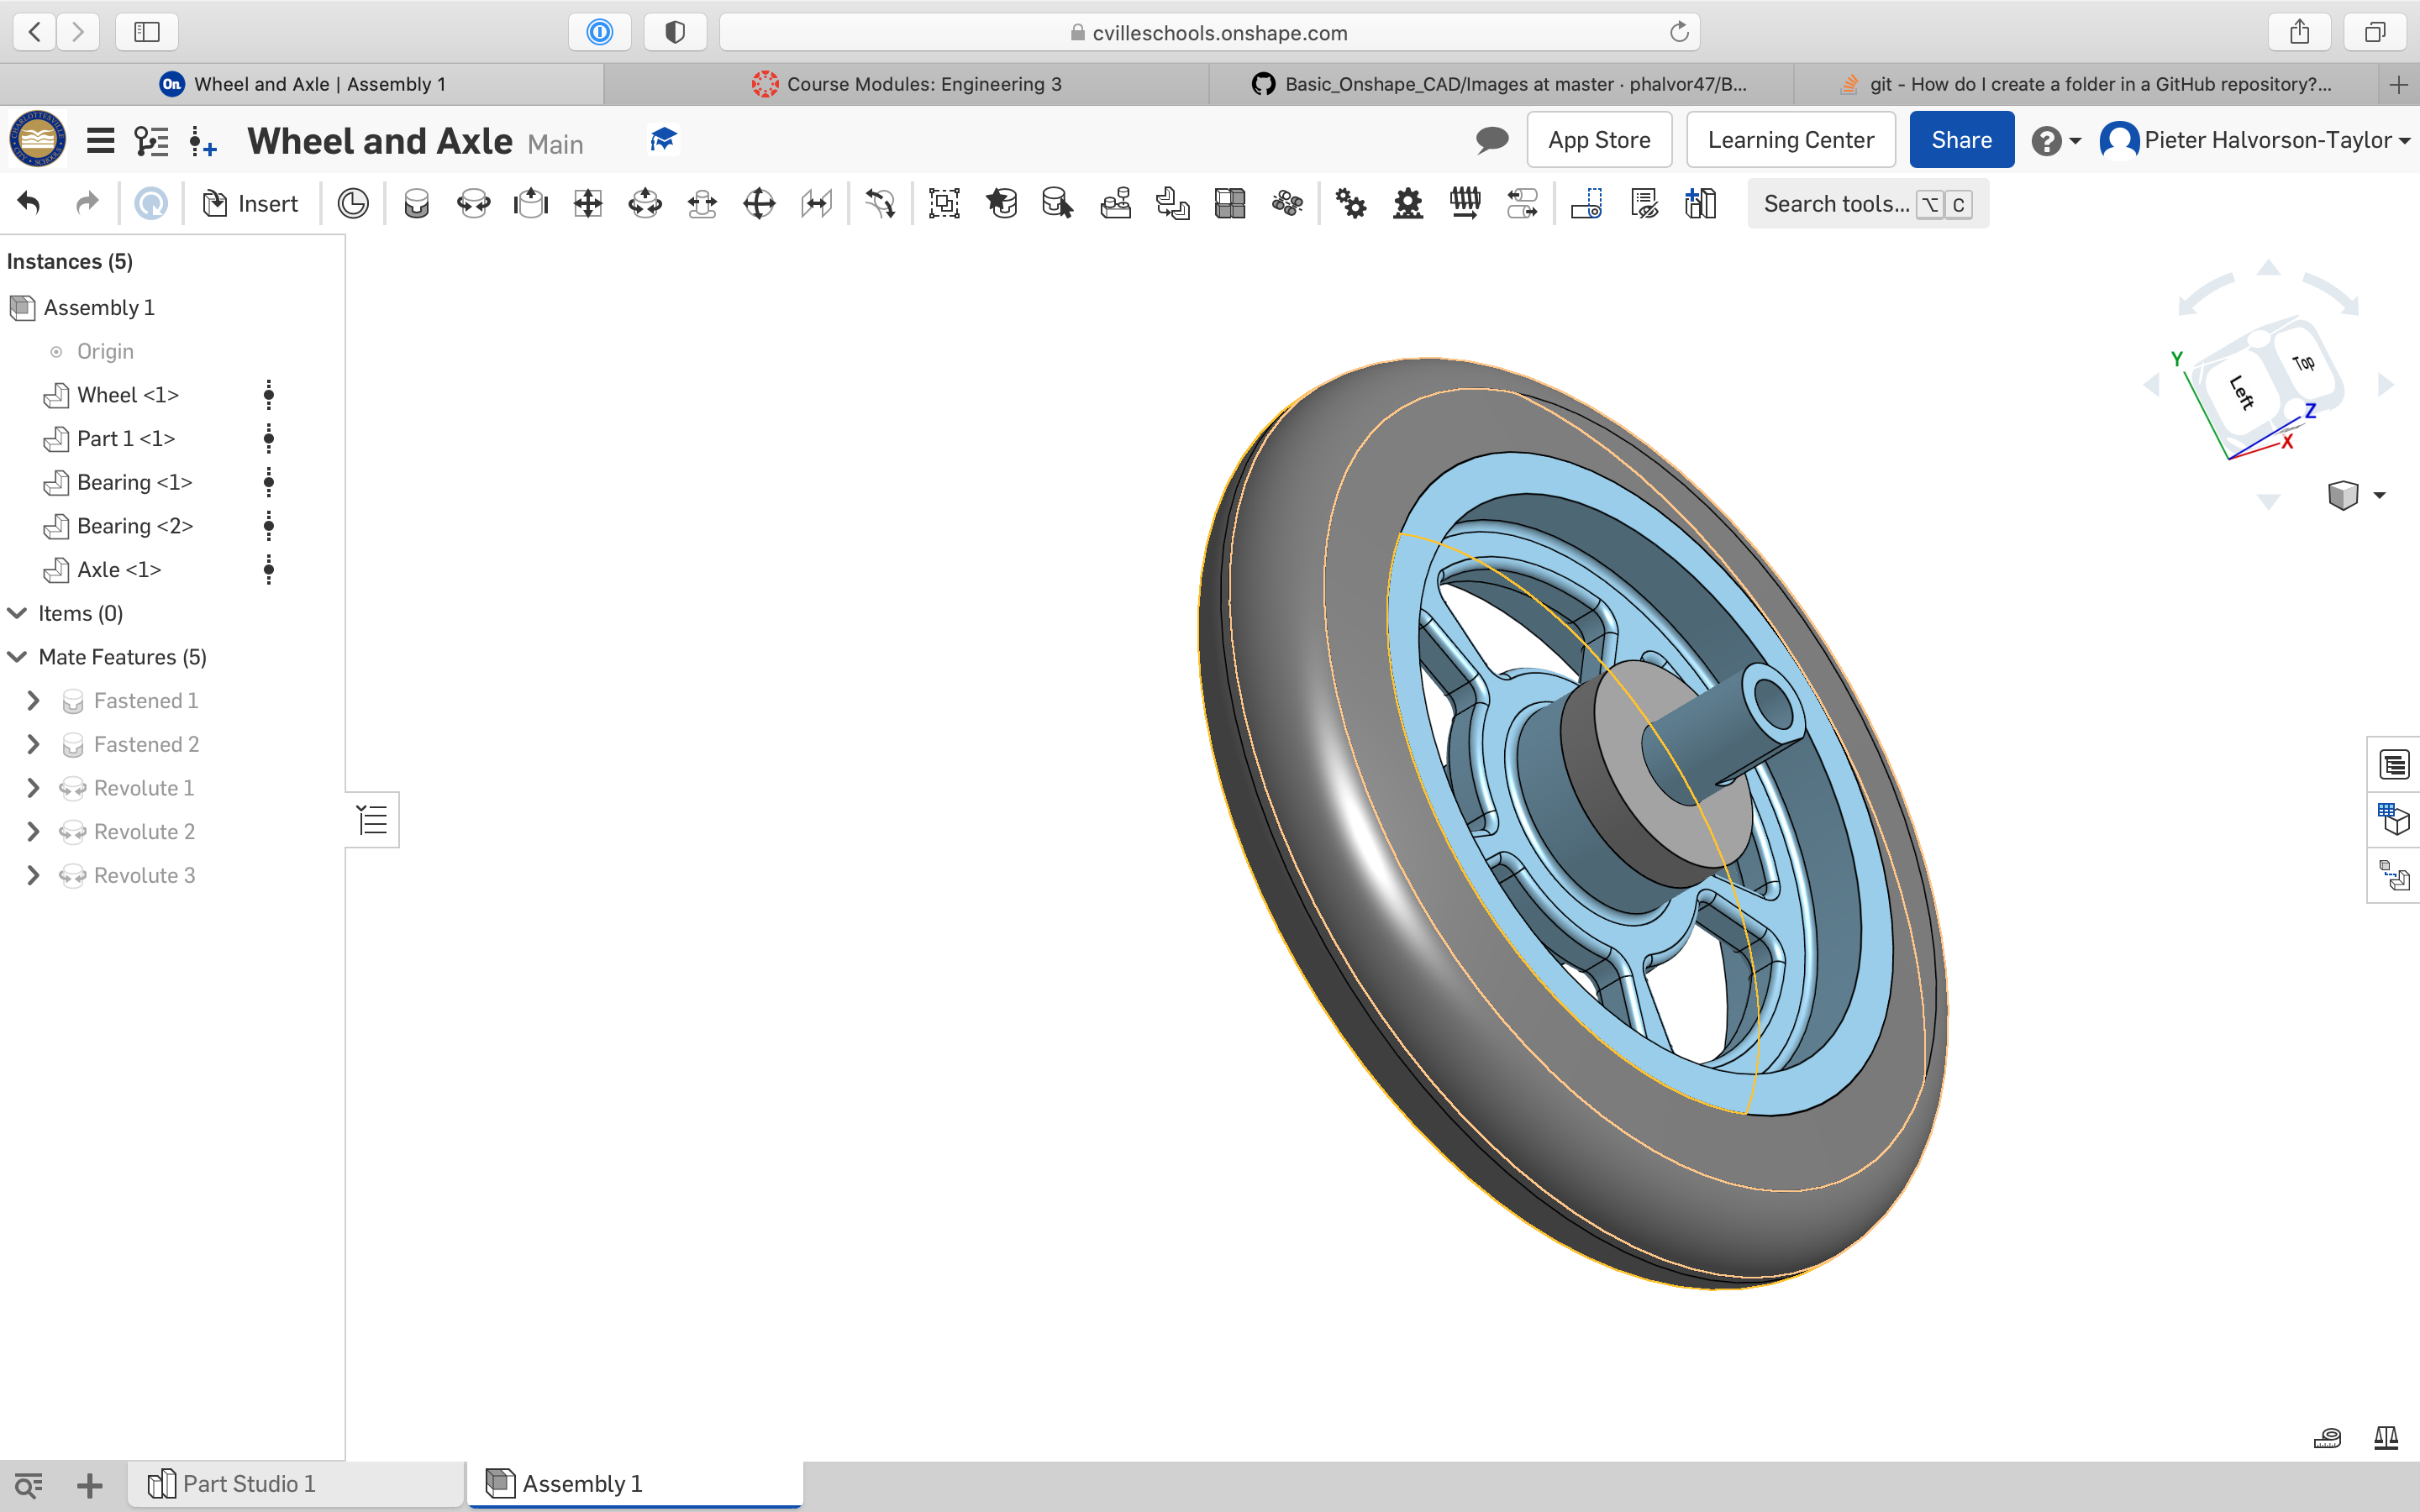 cvilleschools.onshape.com
On Wheel and Axle | Assembly 1
Course Modules: Engineering 3
Basic_Onshape_CAD/Images at master · phalvor47/B...
git - How do I create a folder in a GitHub repository?...
CHARLOTTESVILLE CITY SCHOOLS
Wheel and Axle Main
App Store
Learning Center
Share
Pieter Halvorson-Taylor
Insert
Search tools... ⌥ C
Instances (5)
Assembly 1
Origin
Wheel <1>
Part 1 <1>
Bearing <1>
Bearing <2>
Axle <1>
Items (0)
Mate Features (5)
Fastened 1
Fastened 2
Revolute 1
Revolute 2
Revolute 3
Y
Top
Left
Z
X
Part Studio 1
Assembly 1